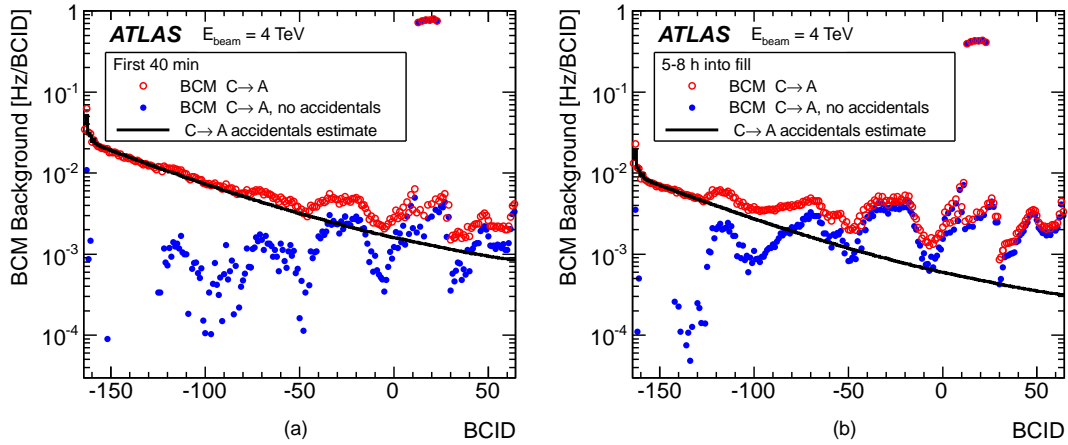 BCM Background [Hz/BCID]
1
10⁻¹
10⁻²
10⁻³
10⁻⁴
ATLAS E_beam = 4 TeV
First 40 min
BCM C→A
BCM C→A, no accidentals
C→A accidentals estimate
-150 -100 -50 0 50
(a) BCID
BCM Background [Hz/BCID]
1
10⁻¹
10⁻²
10⁻³
10⁻⁴
ATLAS E_beam = 4 TeV
5-8 h into fill
BCM C→A
BCM C→A, no accidentals
C→A accidentals estimate
-150 -100 -50 0 50
(b) BCID